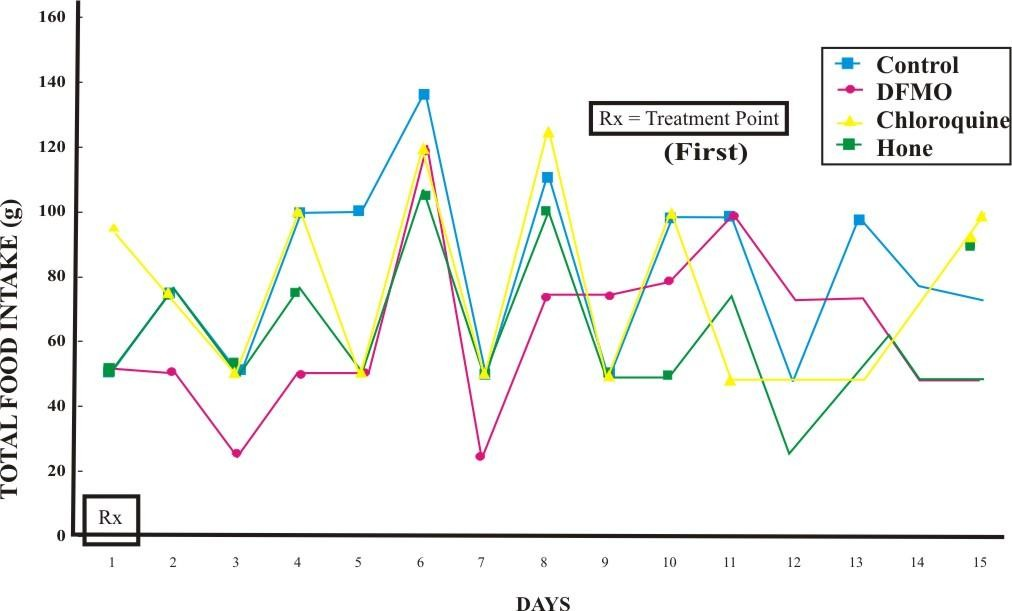 160
140
120
100
80
60
40
20
0
TOTAL FOOD INTAKE (g)
Control
DFMO
Chloroquine
Hone
Rx = Treatment Point
(First)
Rx
1 2 3 4 5 6 7 8 9 10 11 12 13 14 15
DAYS